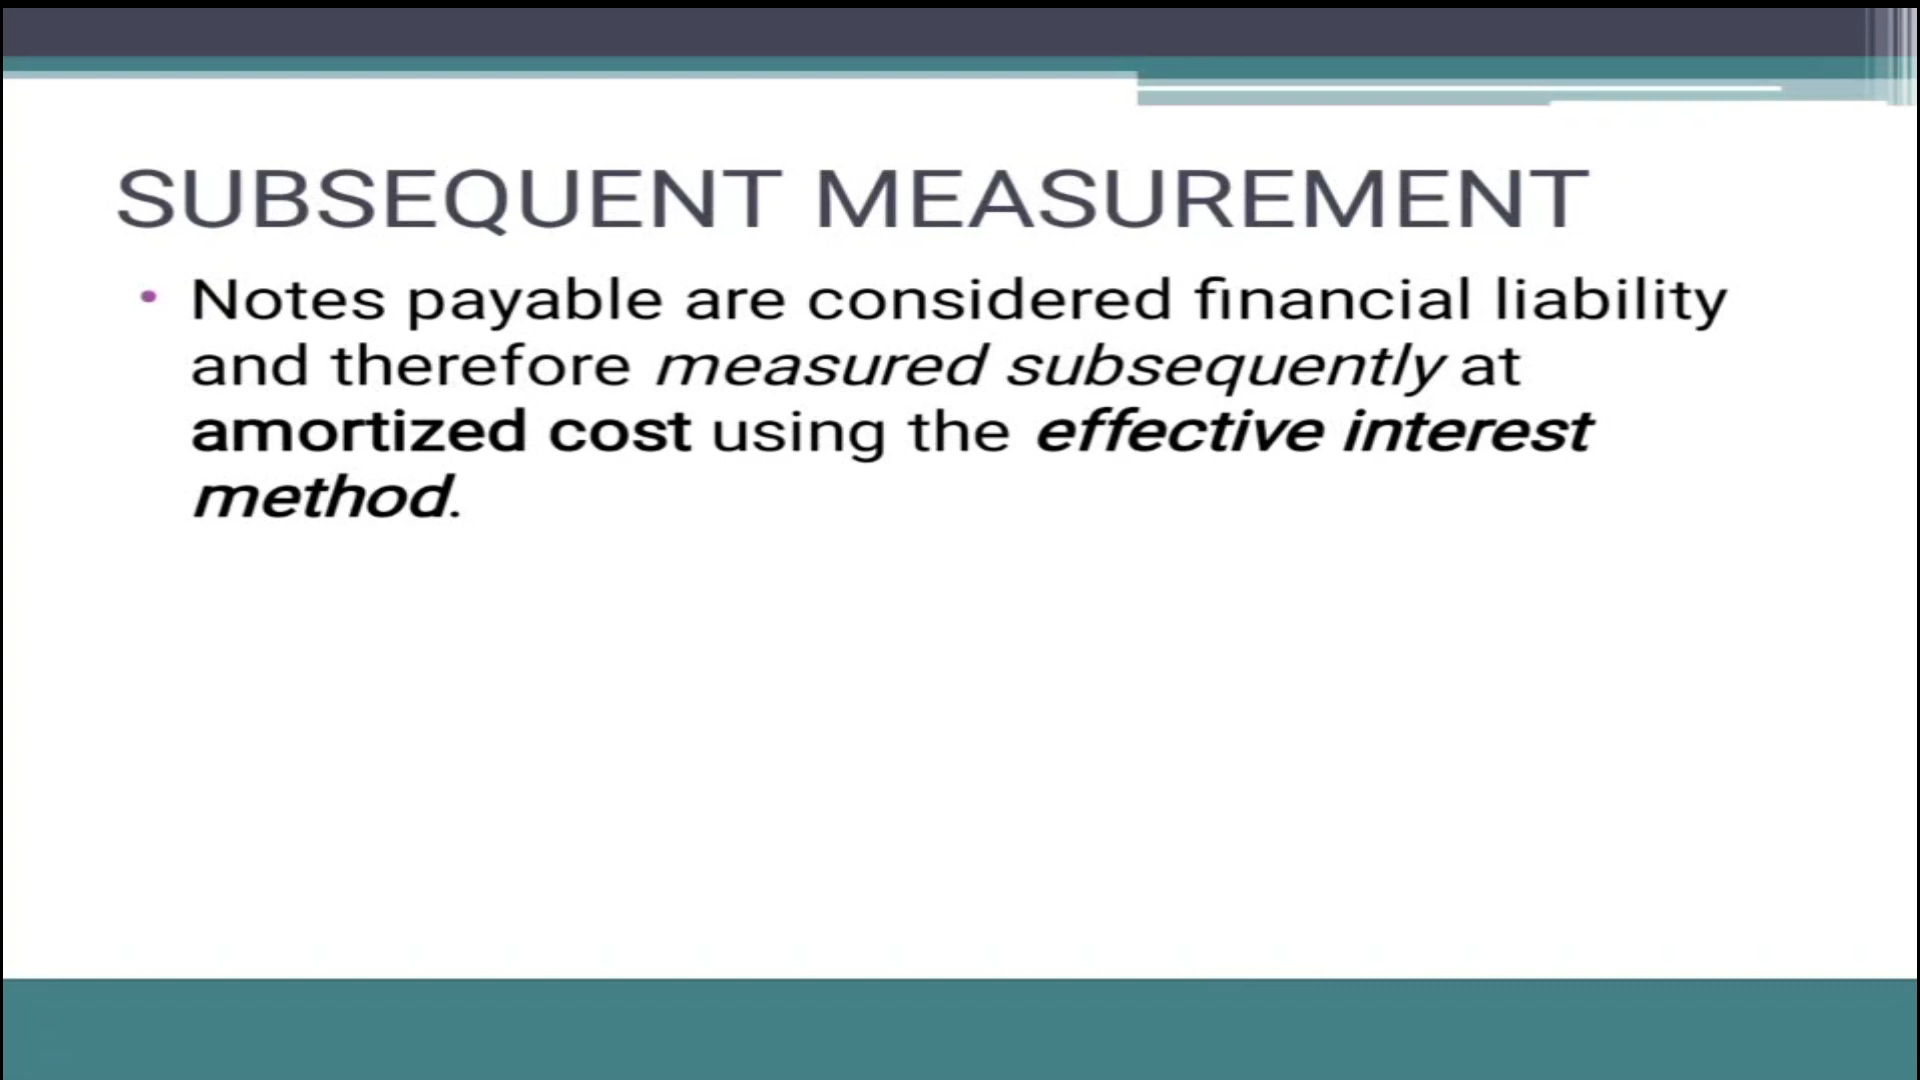 SUBSEQUENT MEASUREMENT
• Notes payable are considered financial liability
and therefore measured subsequently at
amortized cost using the effective interest
method.